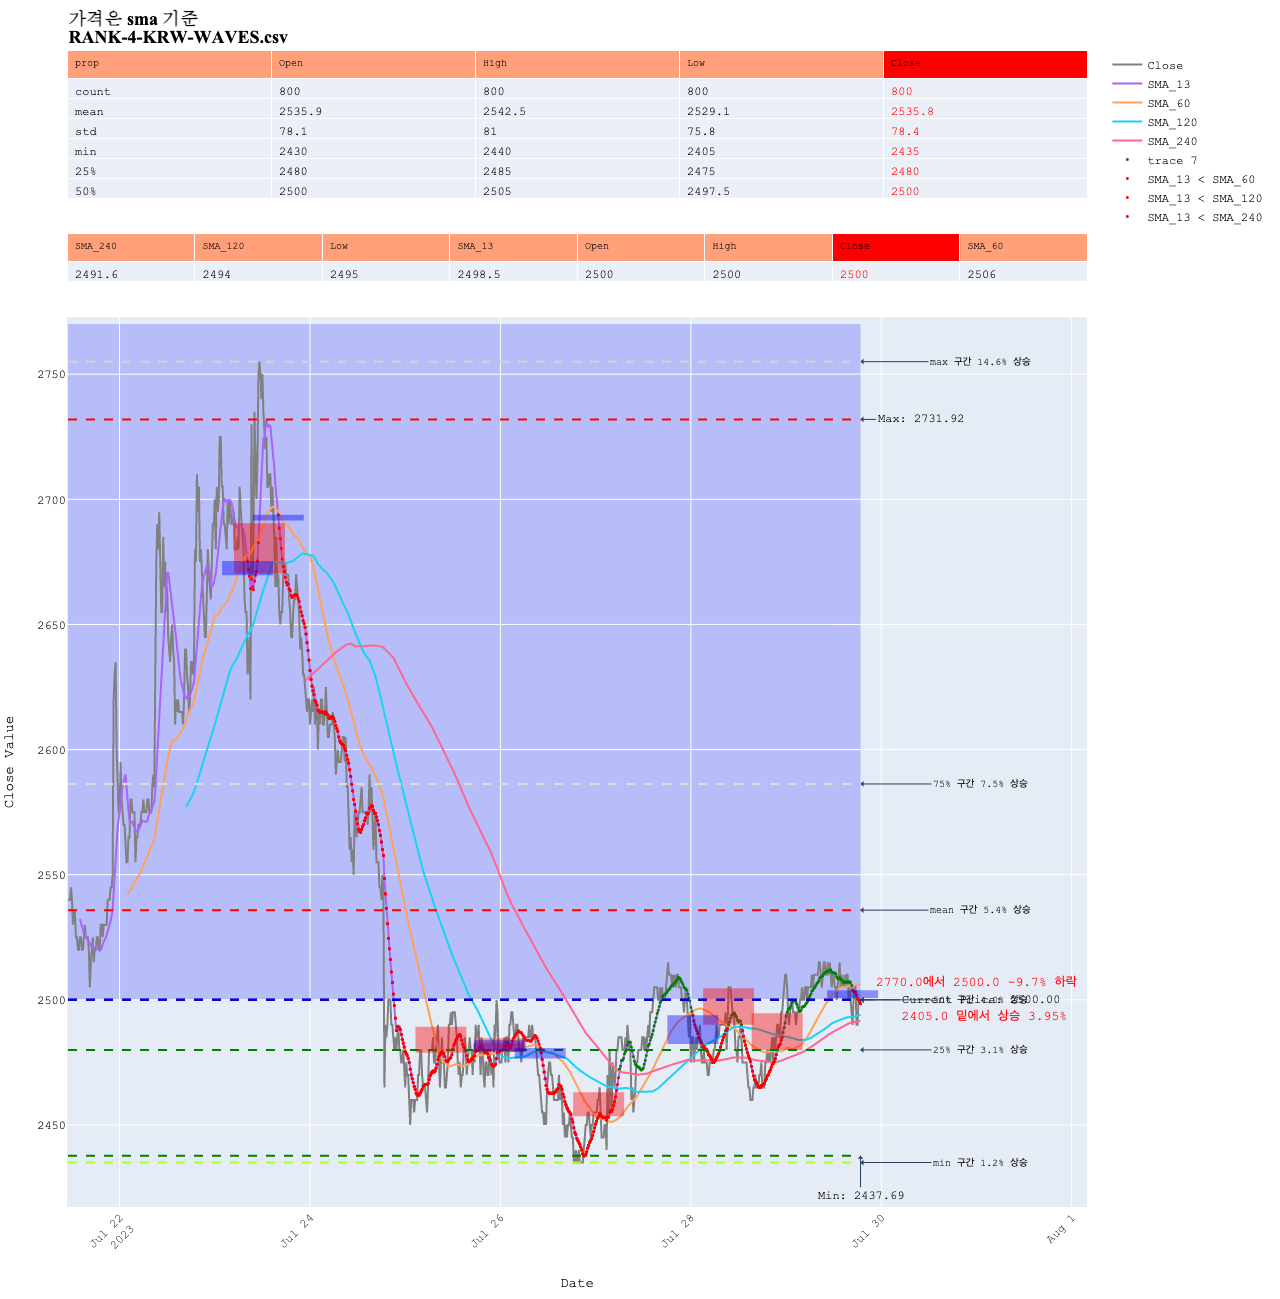 가격은 sma 기준
RANK-4-KRW-WAVES.csv
prop Open High Low Close
count 800 800 800 800
mean 2535.9 2542.5 2529.1 2535.8
std 78.1 81 75.8 78.4
min 2430 2440 2405 2435
25% 2480 2485 2475 2480
50% 2500 2505 2497.5 2500
SMA_240 SMA_120 Low SMA_13 Open High Close SMA_60
2491.6 2494 2495 2498.5 2500 2500 2500 2506
Close
SMA_13
SMA_60
SMA_120
SMA_240
trace 7
SMA_13 < SMA_60
SMA_13 < SMA_120
SMA_13 < SMA_240
Close Value
2750
2700
2650
2600
2550
2500
2450
max 구간 14.6% 상승
Max: 2731.92
75% 구간 7.5% 상승
mean 구간 5.4% 상승
2770.0에서 2500.0 -9.7% 하락
Current Price: 2500.00
2405.0 밑에서 상승 3.95%
25% 구간 3.1% 상승
min 구간 1.2% 상승
Min: 2437.69
Jul 22
2023
Jul 24
Jul 26
Jul 28
Jul 30
Aug 1
Date